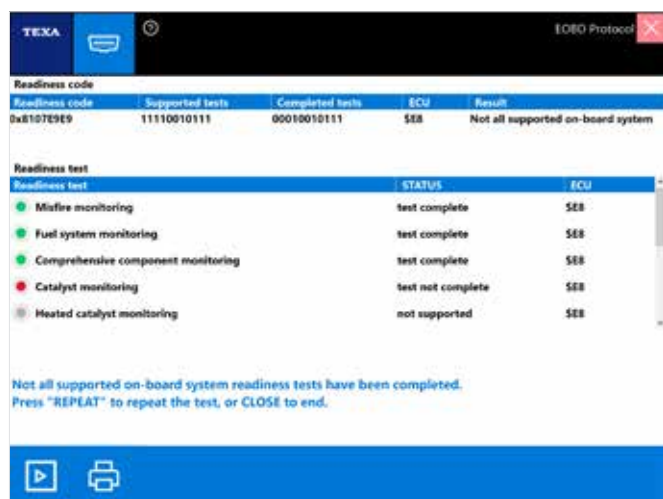 TEXA
EOBD Protocol
Readiness code
Readiness code Supported tests Completed tests ECU Result
0x8107E9E9 11110010111 00010010111 $E8 Not all supported on-board system
Readiness test
Readiness test STATUS ECU
Misfire monitoring test complete $E8
Fuel system monitoring test complete $E8
Comprehensive component monitoring test complete $E8
Catalyst monitoring test not complete $E8
Heated catalyst monitoring not supported $E8
Not all supported on-board system readiness tests have been completed.
Press "REPEAT" to repeat the test, or CLOSE to end.